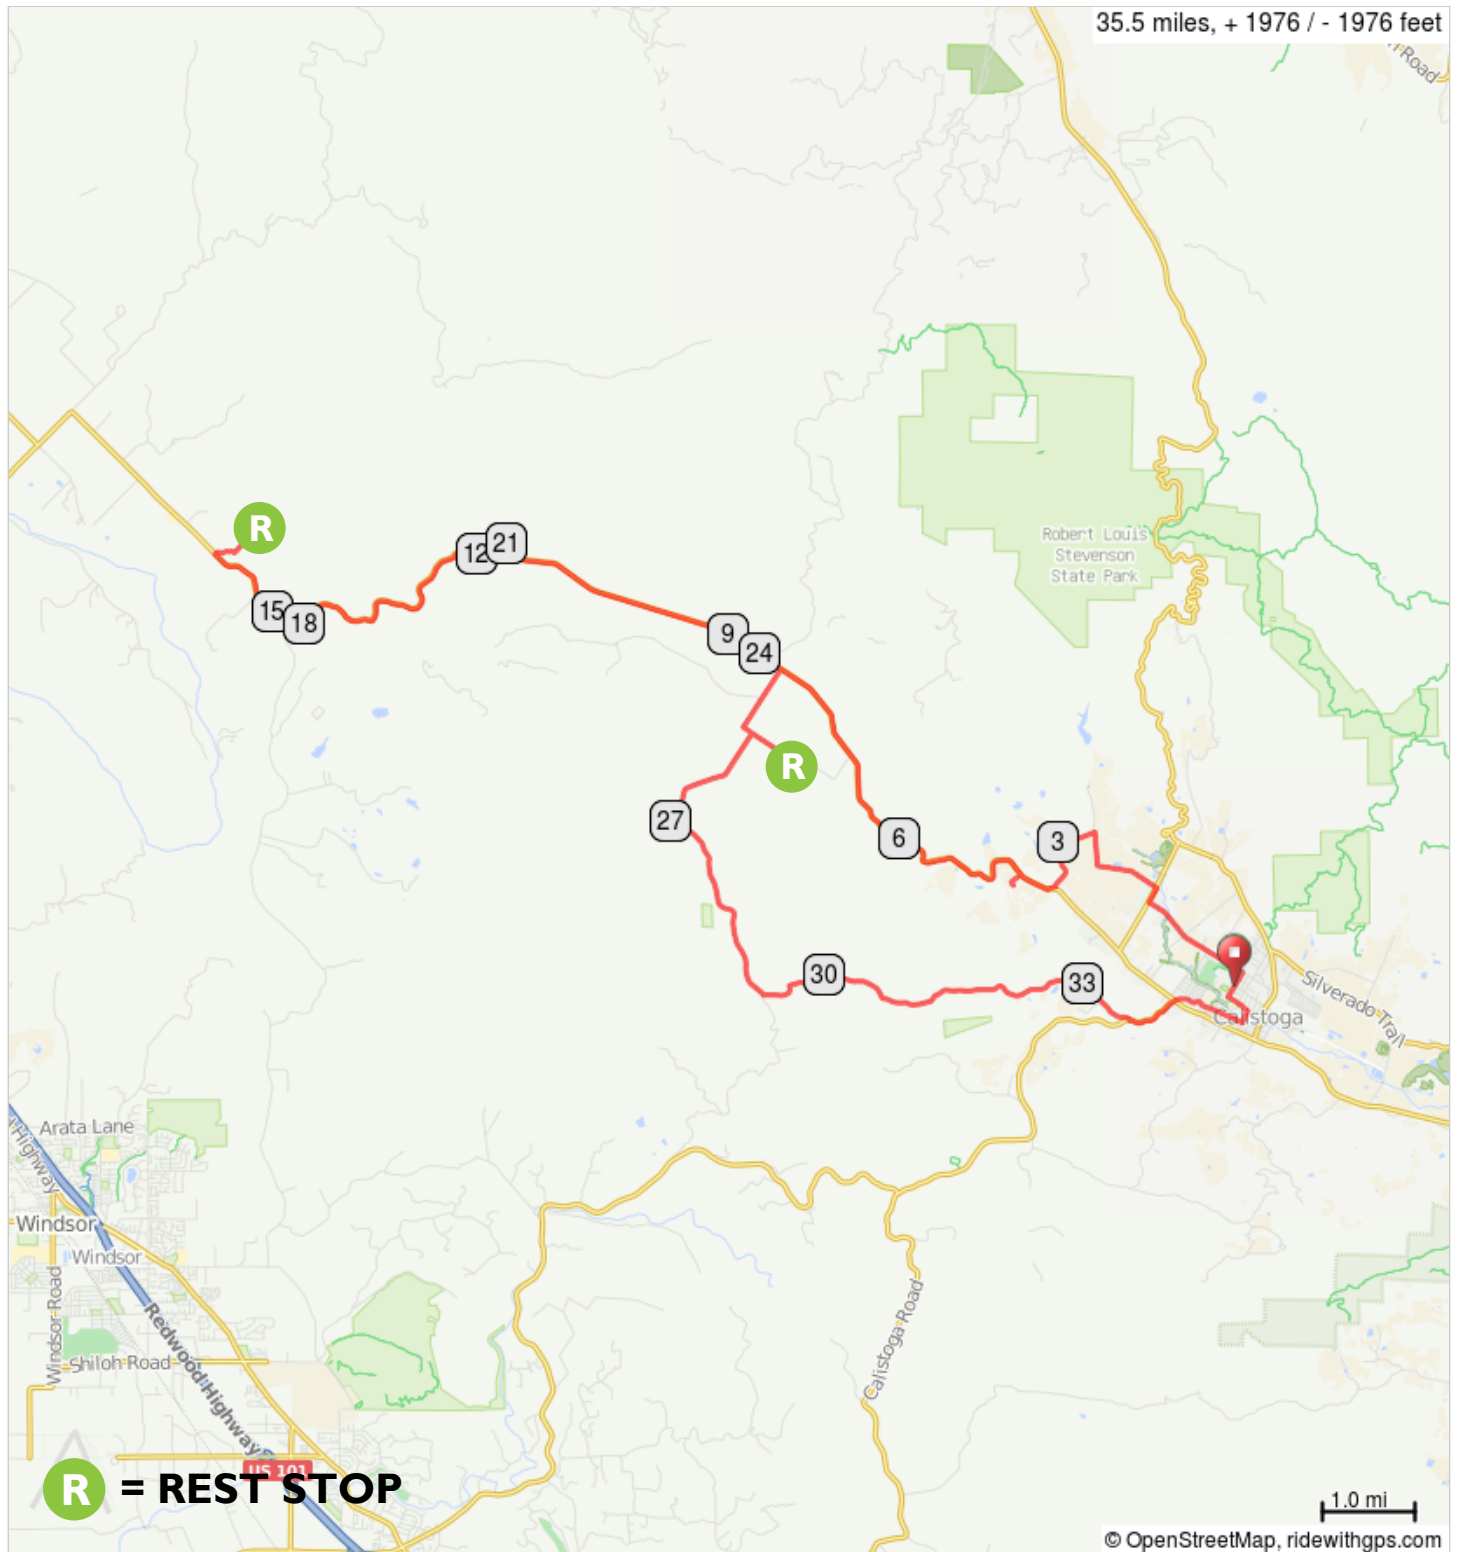 35.5 miles, + 1976 / - 1976 feet
Road
R
12
21
Robert Louis
Stevenson
State Park
15
18
9
24
R
27
6
3
30
33
Silverado Trail
Calistoga
Arata Lane
Highway
Windsor
Windsor
Windsor Road
Redwood Highway
Shiloh Road
Calistoga Road
US 101
R = REST STOP
1.0 mi
© OpenStreetMap, ridewithgps.com